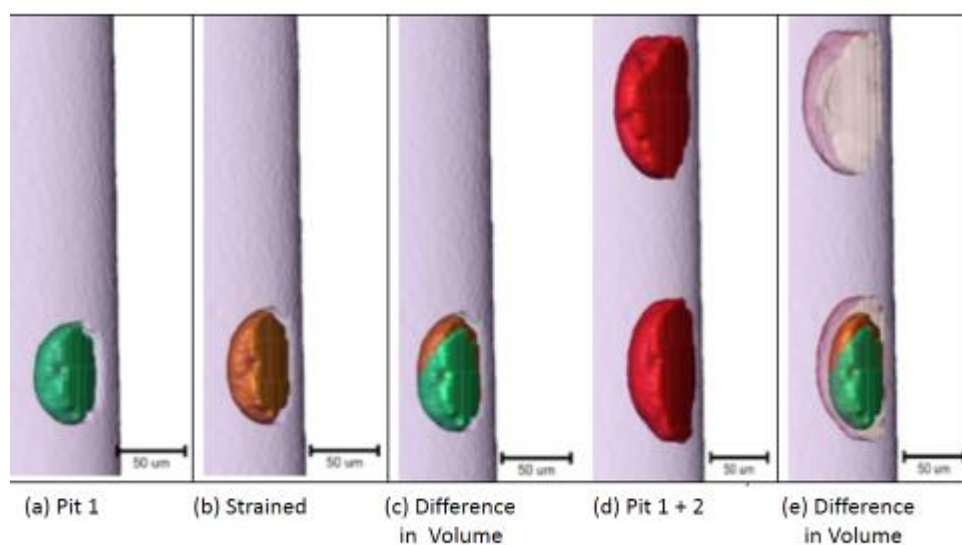 50 um
50 um
50 um
50 um
50 um
(a) Pit 1
(b) Strained
(c) Difference
in Volume
(d) Pit 1 + 2
(e) Difference
in Volume